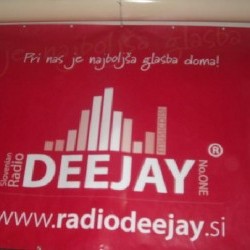 Pri nas je najboljša glasba doma!
Slovenian
Radio
DEEJAY®
No.ONE
www.radiodeejay.si